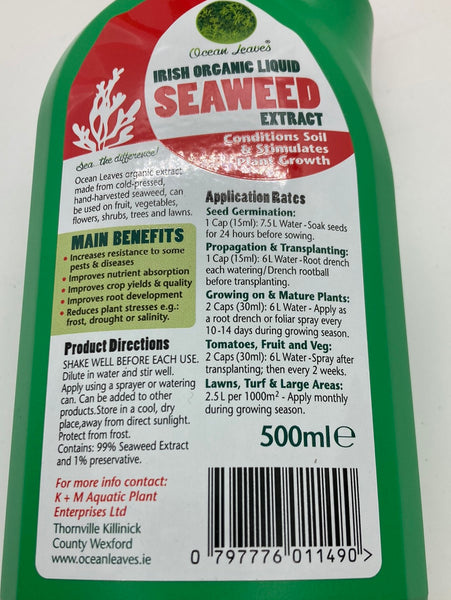 Ocean Leaves®
IRISH ORGANIC LIQUID
SEAWEED
EXTRACT
Conditions Soil
& Stimulates
Plant Growth
Sea the difference!
Ocean Leaves organic extract
made from cold-pressed,
hand-harvested seaweed, can
be used on fruit, vegetables,
flowers, shrubs, trees and lawns.
MAIN BENEFITS
• Increases resistance to some
pests & diseases
• Improves nutrient absorption
• Improves crop yields & quality
• Improves root development
• Reduces plant stresses e.g.:
frost, drought or salinity.
Product Directions
SHAKE WELL BEFORE EACH USE.
Dilute in water and stir well.
Apply using a sprayer or watering
can. Can be added to other
products.Store in a cool, dry
place,away from direct sunlight.
Protect from frost.
Contains: 99% Seaweed Extract
and 1% preservative.
For more info contact:
K + M Aquatic Plant
Enterprises Ltd
Thornville Killinick
County Wexford
www.oceanleaves.ie
Application Rates
Seed Germination:
1 Cap (15ml): 7.5L Water - Soak seeds
for 24 hours before sowing.
Propagation & Transplanting:
1 Cap (15ml): 6L Water - Root drench
each watering/Drench rootball
before transplanting.
Growing on & Mature Plants:
2 Caps (30ml): 6L Water - Apply as
a root drench or foliar spray every
10-14 days during growing season.
Tomatoes, Fruit and Veg:
2 Caps (30ml): 6L Water - Spray after
transplanting; then every 2 weeks.
Lawns, Turf & Large Areas:
2.5L per 1000m² - Apply monthly
during growing season.
500ml℮
0 797776 011490 >